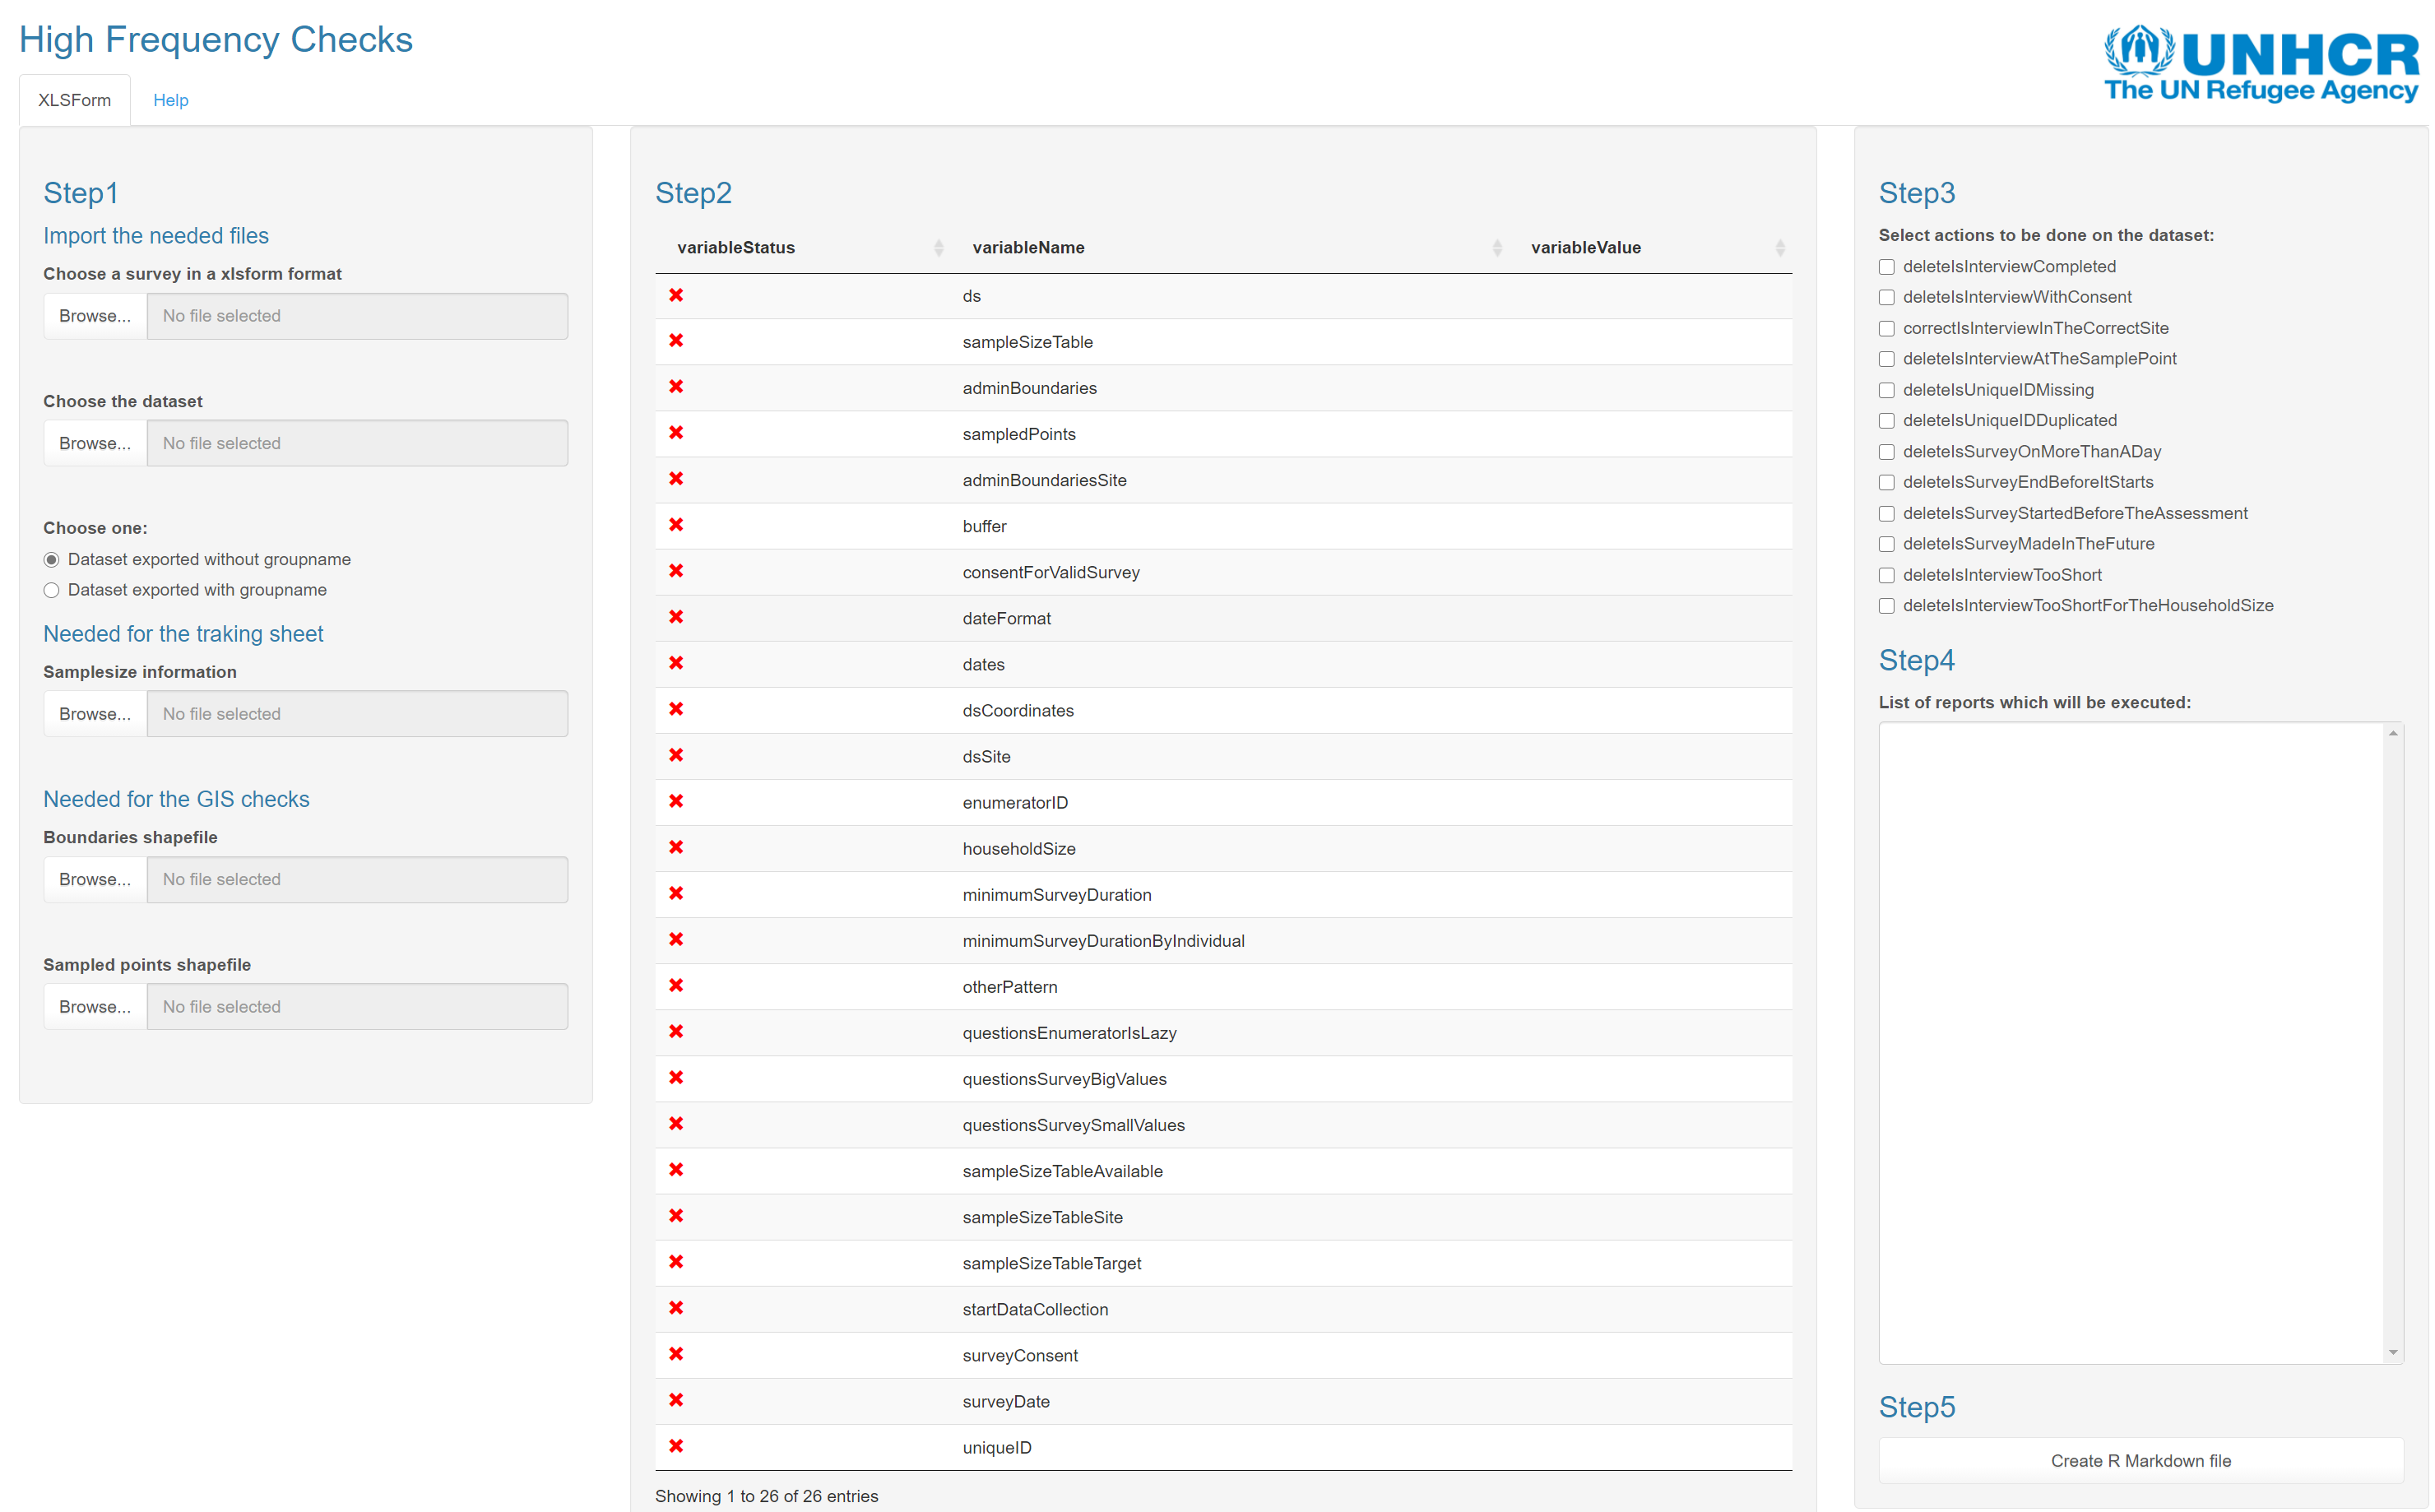 High Frequency Checks
UNHCR
The UN Refugee Agency
XLSForm
Help
Step1
Import the needed files
Choose a survey in a xlsform format
Browse... No file selected
Choose the dataset
Browse... No file selected
Choose one:
Dataset exported without groupname
Dataset exported with groupname
Needed for the traking sheet
Samplesize information
Browse... No file selected
Needed for the GIS checks
Boundaries shapefile
Browse... No file selected
Sampled points shapefile
Browse... No file selected
Step2
variableStatus variableName variableValue
ds
sampleSizeTable
adminBoundaries
sampledPoints
adminBoundariesSite
buffer
consentForValidSurvey
dateFormat
dates
dsCoordinates
dsSite
enumeratorID
householdSize
minimumSurveyDuration
minimumSurveyDurationByIndividual
otherPattern
questionsEnumeratorIsLazy
questionsSurveyBigValues
questionsSurveySmallValues
sampleSizeTableAvailable
sampleSizeTableSite
sampleSizeTableTarget
startDataCollection
surveyConsent
surveyDate
uniqueID
Showing 1 to 26 of 26 entries
Step3
Select actions to be done on the dataset:
deleteIsInterviewCompleted
deleteIsInterviewWithConsent
correctIsInterviewInTheCorrectSite
deleteIsInterviewAtTheSamplePoint
deleteIsUniqueIDMissing
deleteIsUniqueIDDuplicated
deleteIsSurveyOnMoreThanADay
deleteIsSurveyEndBeforeItStarts
deleteIsSurveyStartedBeforeTheAssessment
deleteIsSurveyMadeInTheFuture
deleteIsInterviewTooShort
deleteIsInterviewTooShortForTheHouseholdSize
Step4
List of reports which will be executed:
Step5
Create R Markdown file